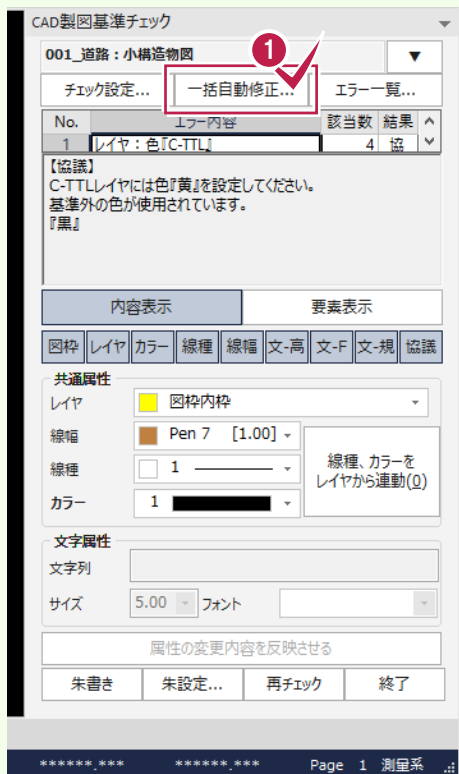 CAD製図基準チェック
001_道路：小構造物図
1
チェック設定... 一括自動修正... エラー一覧...
No. エラー内容 該当数 結果
1 レイヤ：色『C-TTL』 4 協
【協議】
C-TTLレイヤには色『黄』を設定してください。
基準外の色が使用されています。
『黒』
内容表示 要素表示
図枠 レイヤ カラー 線種 線幅 文-高 文-F 文-規 協議
共通属性
レイヤ 図枠内枠
線幅 Pen 7 [1.00]
線種 1
カラー 1
線種、カラーを
レイヤから連動(0)
文字属性
文字列
サイズ 5.00 フォント
属性の変更内容を反映させる
朱書き 朱設定... 再チェック 終了
******.*** ******.*** Page 1 測量系